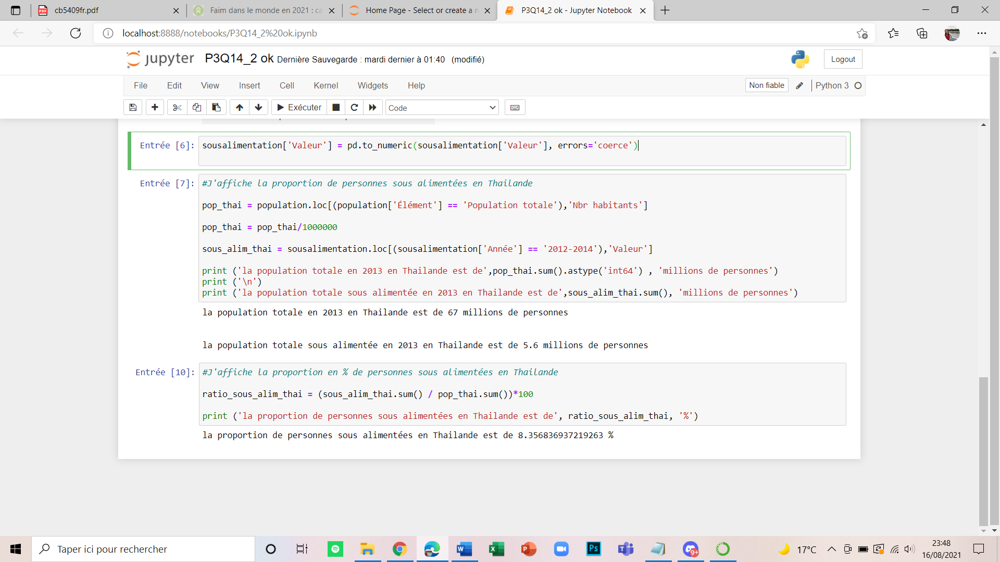 cb5409fr.pdf
Faim dans le monde en 2021 : ca
Home Page - Select or create a n
P3Q14_2 ok - Jupyter Notebook
localhost:8888/notebooks/P3Q14_2%20ok.ipynb
jupyter P3Q14_2 ok Dernière Sauvegarde : mardi dernier à 01:40 (modifié)
Logout
File Edit View Insert Cell Kernel Widgets Help
Non fiable
Python 3
Exécuter
Code
Entrée [6]: sousalimentation['Valeur'] = pd.to_numeric(sousalimentation['Valeur'], errors='coerce')
Entrée [7]: #J'affiche la proportion de personnes sous alimentées en Thailande
pop_thai = population.loc[(population['Élément'] == 'Population totale'),'Nbr habitants']
pop_thai = pop_thai/1000000
sous_alim_thai = sousalimentation.loc[(sousalimentation['Année'] == '2012-2014'),'Valeur']
print ('la population totale en 2013 en Thailande est de',pop_thai.sum().astype('int64') , 'millions de personnes')
print ('\n')
print ('la population totale sous alimentée en 2013 en Thailande est de',sous_alim_thai.sum(), 'millions de personnes')
la population totale en 2013 en Thailande est de 67 millions de personnes
la population totale sous alimentée en 2013 en Thailande est de 5.6 millions de personnes
Entrée [10]: #J'affiche la proportion en % de personnes sous alimentées en Thailande
ratio_sous_alim_thai = (sous_alim_thai.sum() / pop_thai.sum())*100
print ('la proportion de personnes sous alimentées en Thailande est de', ratio_sous_alim_thai, '%')
la proportion de personnes sous alimentées en Thailande est de 8.356836937219263 %
Taper ici pour rechercher
17°C
23:48
16/08/2021